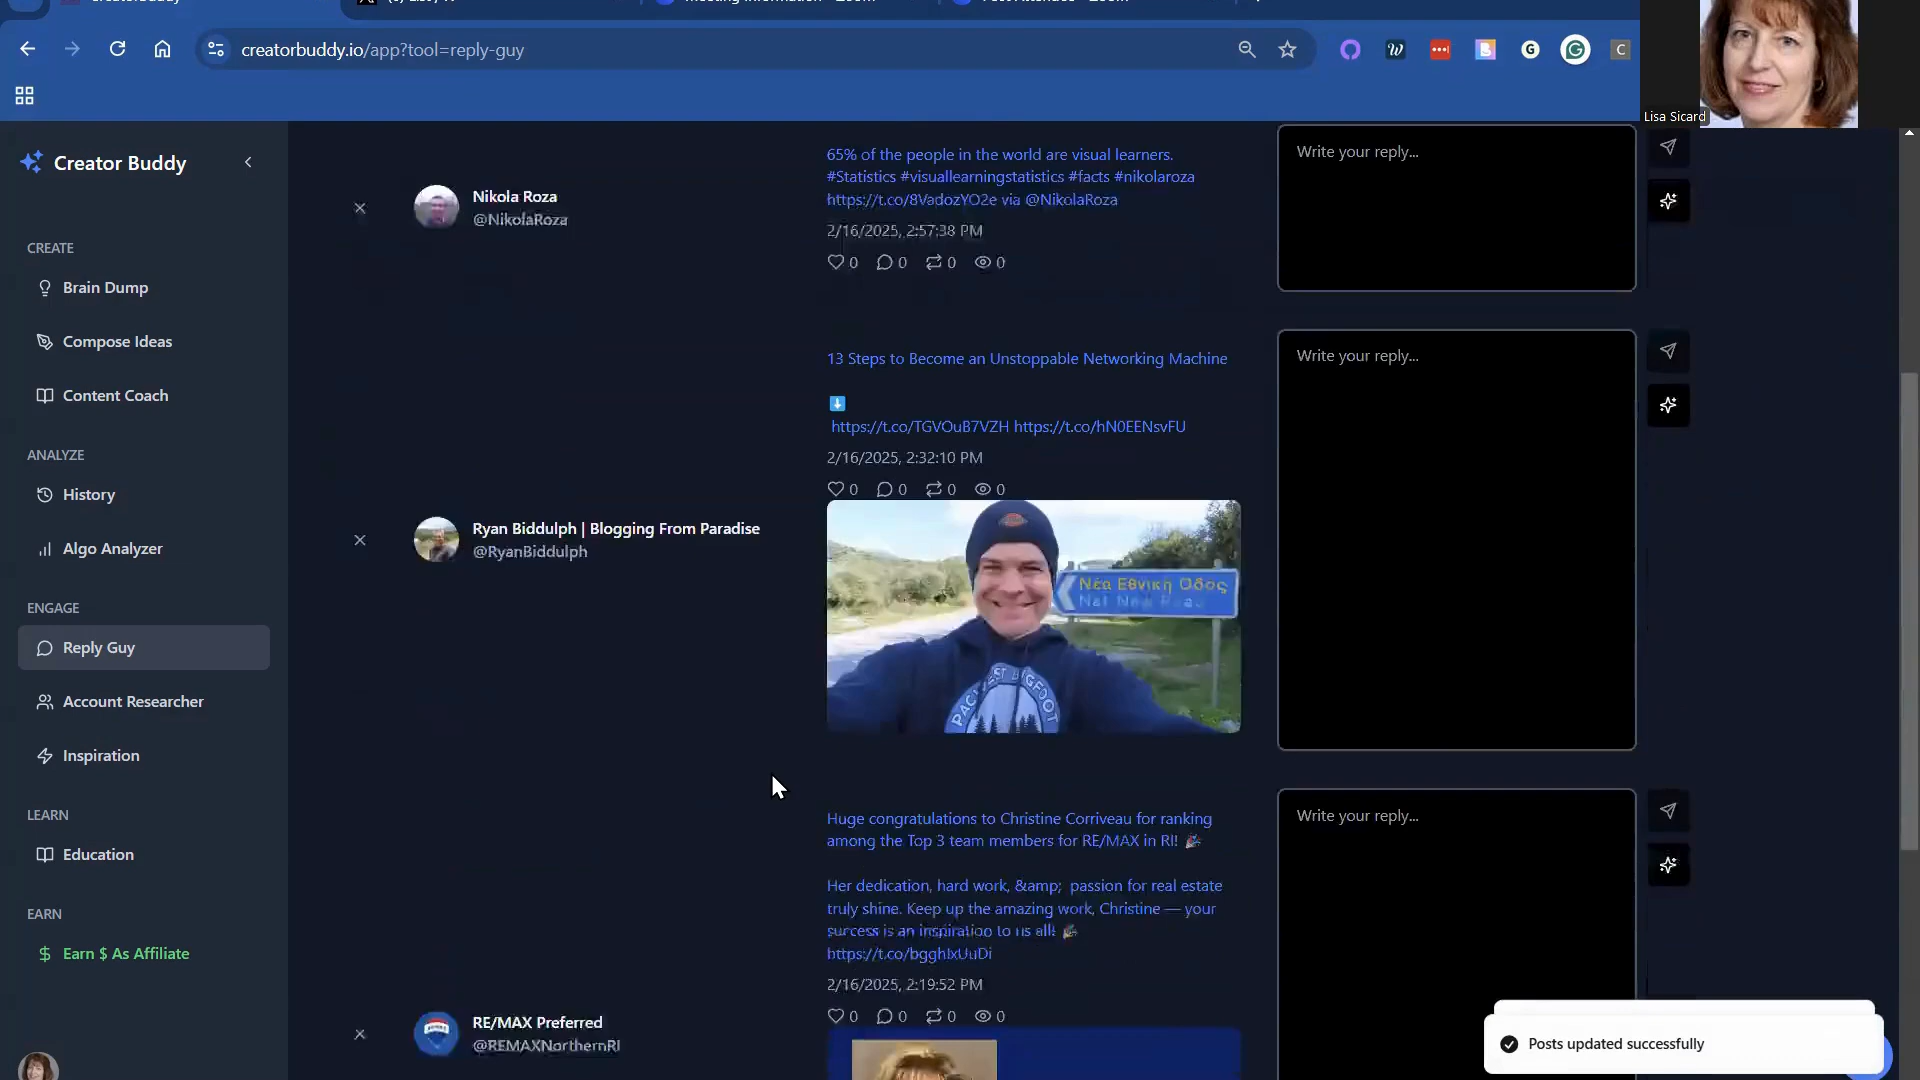 creatorbuddy.io/app?tool=reply-guy
Lisa Sicard
Creator Buddy
CREATE
Brain Dump
Compose Ideas
Content Coach
ANALYZE
History
Algo Analyzer
ENGAGE
Reply Guy
Account Researcher
Inspiration
LEARN
Education
EARN
$ Earn $ As Affiliate
Nikola Roza
@NikolaRoza
65% of the people in the world are visual learners.
#Statistics #visuallearningstatistics #facts #nikolaroza
https://t.co/8VadozYO2e via @NikolaRoza
2/16/2025, 2:57:38 PM
0 0 0 0
Write your reply...
Ryan Biddulph | Blogging From Paradise
@RyanBiddulph
13 Steps to Become an Unstoppable Networking Machine
https://t.co/TGVOuB7VZH https://t.co/hN0EENsvFU
2/16/2025, 2:32:10 PM
0 0 0 0
Νέα Εθνική Οδός
PACIFIC WEST BIGFOOT
Write your reply...
RE/MAX Preferred
@REMAXNorthernRI
Huge congratulations to Christine Corriveau for ranking
among the Top 3 team members for RE/MAX in RI! 🎉
Her dedication, hard work, &amp; passion for real estate
truly shine. Keep up the amazing work, Christine — your
success is an inspiration to us all! 🎉
https://t.co/bgghIxUuDi
2/16/2025, 2:19:52 PM
0 0 0 0
Write your reply...
Posts updated successfully